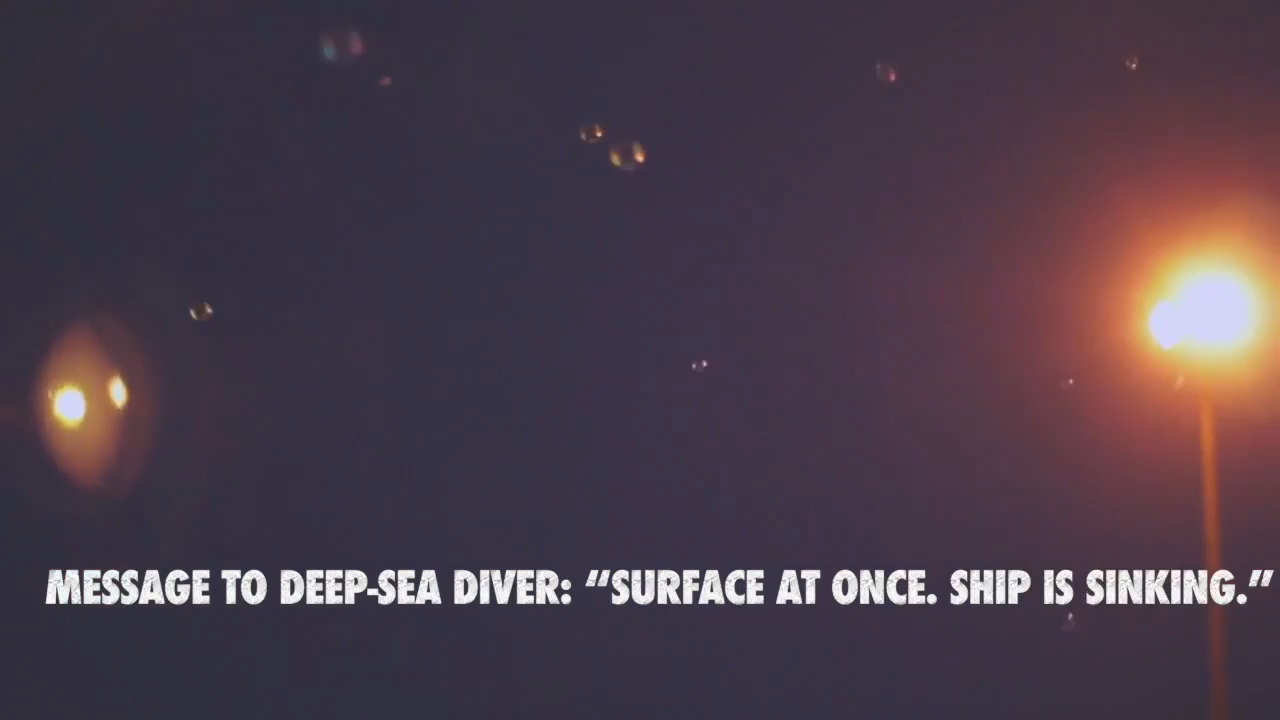 MESSAGE TO DEEP-SEA DIVER: “SURFACE AT ONCE. SHIP IS SINKING.”